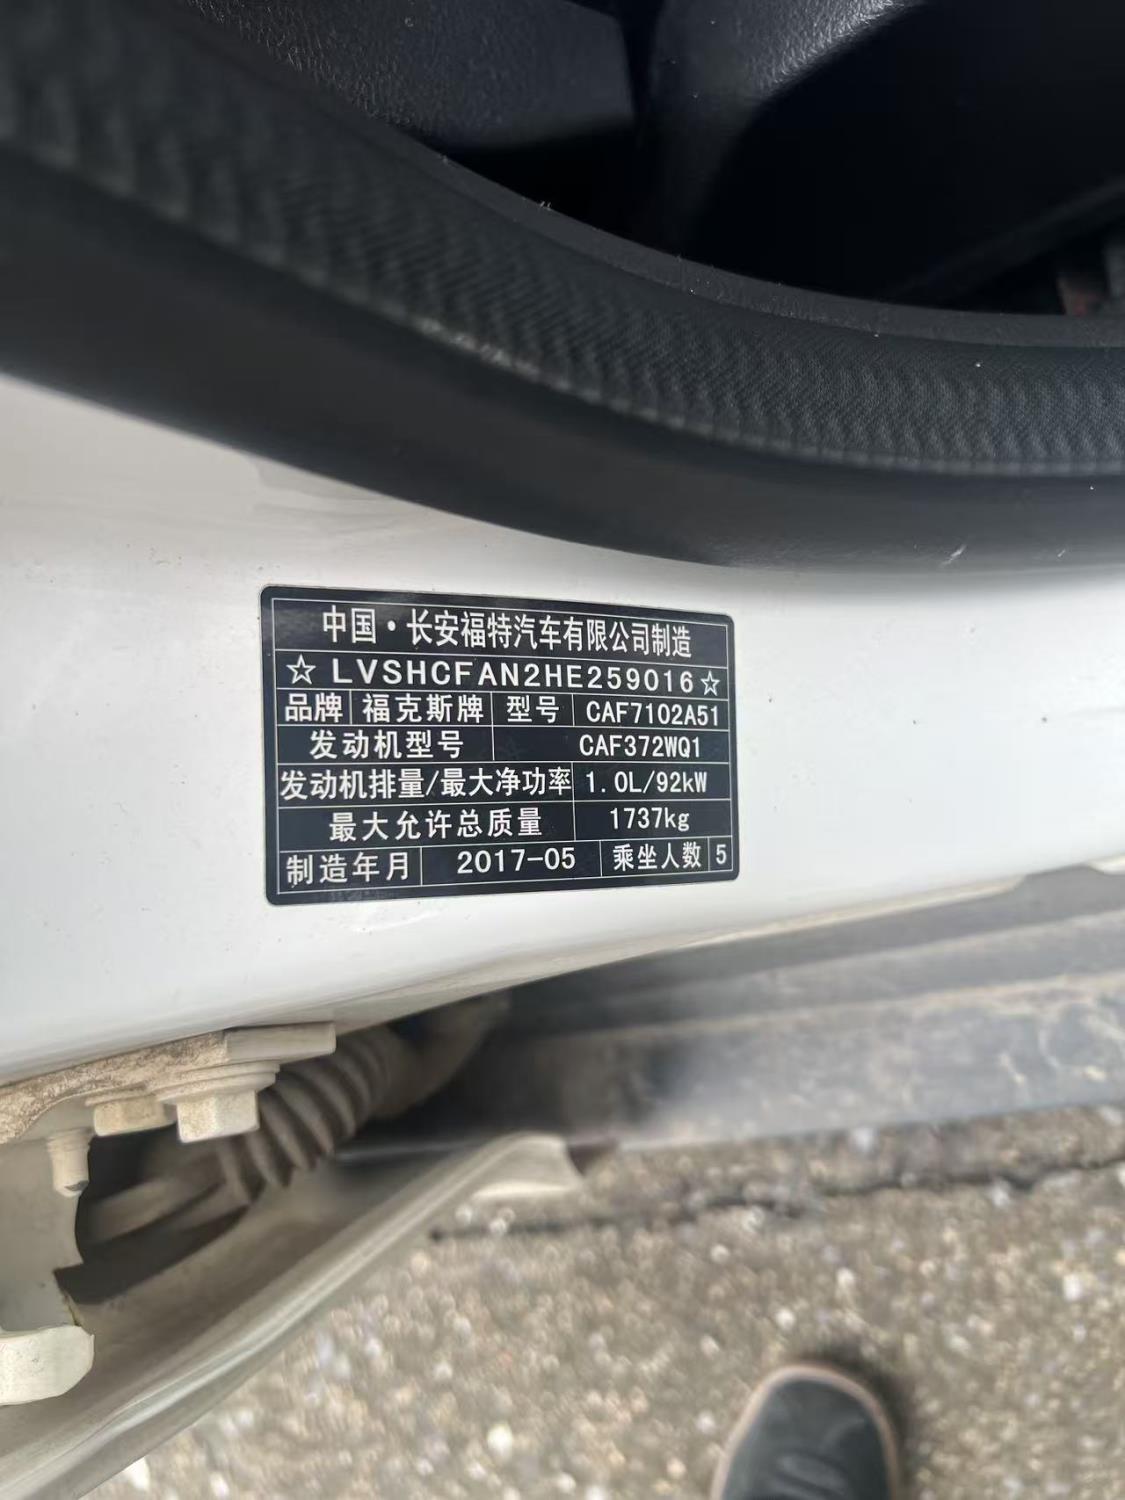 中国·长安福特汽车有限公司制造
☆LVSHCFAN2HE259016☆
品牌 福克斯牌 型号 CAF7102A51
发动机型号 CAF372WQ1
发动机排量/最大净功率 1.0L/92kW
最大允许总质量 1737kg
制造年月 2017-05 乘坐人数 5